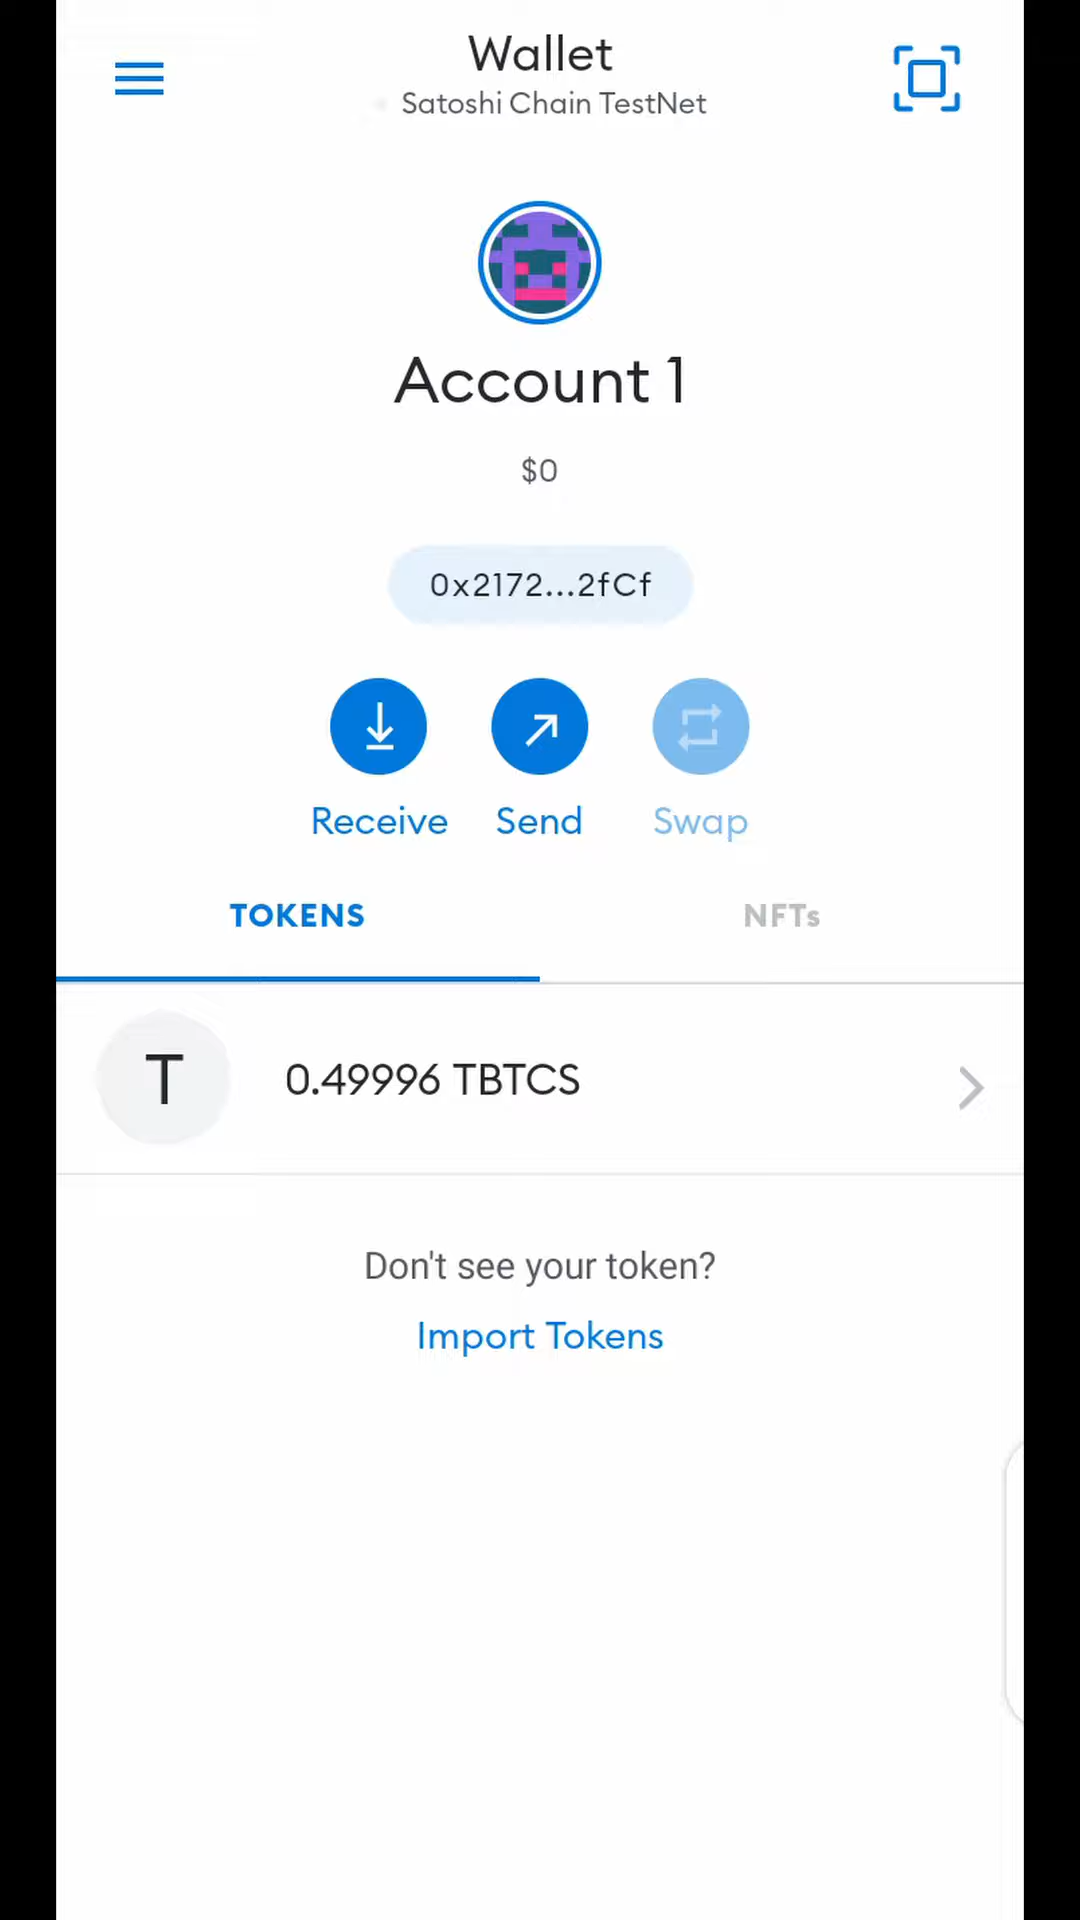 Wallet
Satoshi Chain TestNet
Account 1
$0
0x2172...2fCf
Receive Send Swap
TOKENS NFTs
T 0.49996 TBTCS
Don't see your token?
Import Tokens